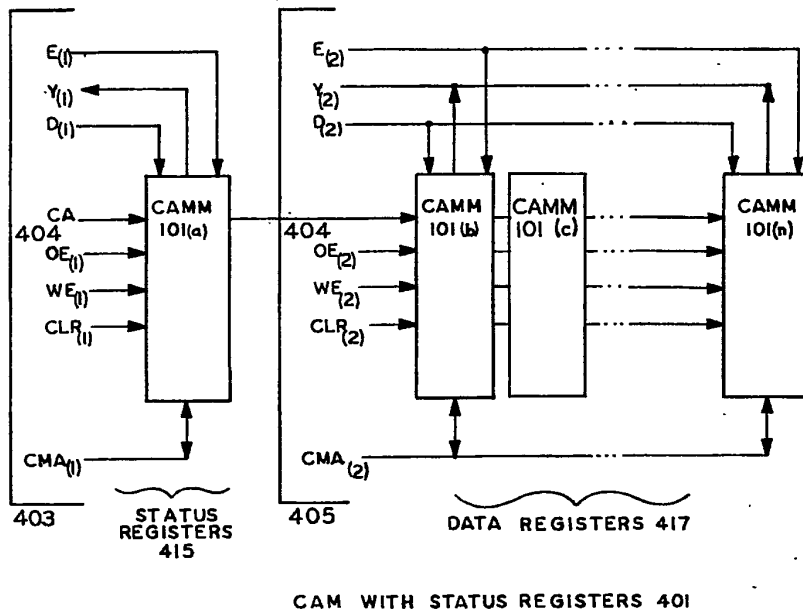 E(1)
Y(1)
D(1)
CA
404
OE(1)
WE(1)
CLR(1)
CMA(1)
403
CAMM
101(a)
STATUS
REGISTERS
415
E(2)
Y(2)
D(2)
404
OE(2)
WE(2)
CLR(2)
CMA(2)
405
CAMM
101(b)
CAMM
101 (c)
CAMM
101(n)
DATA REGISTERS 417
CAM WITH STATUS REGISTERS 401